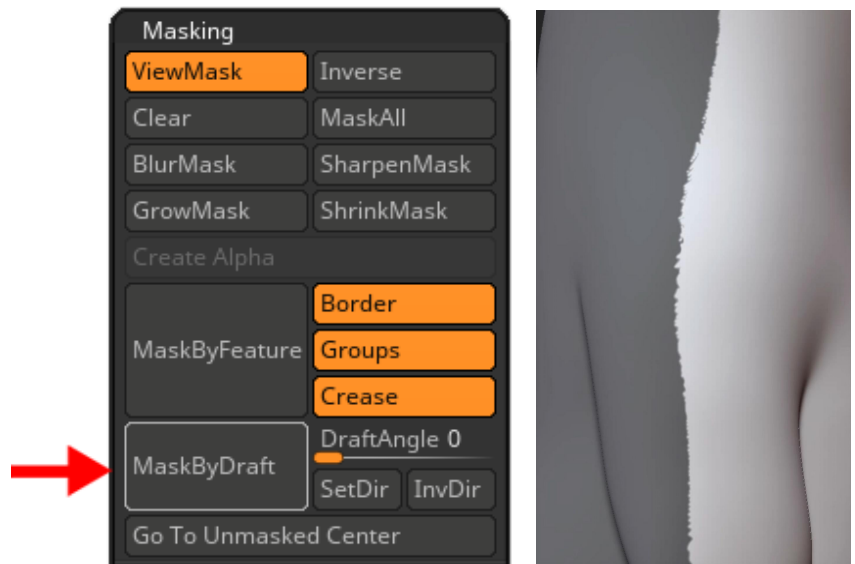 Masking
ViewMask Inverse
Clear MaskAll
BlurMask SharpenMask
GrowMask ShrinkMask
Create Alpha
MaskByFeature
Border
Groups
Crease
MaskByDraft
DraftAngle 0
SetDir InvDir
Go To Unmasked Center